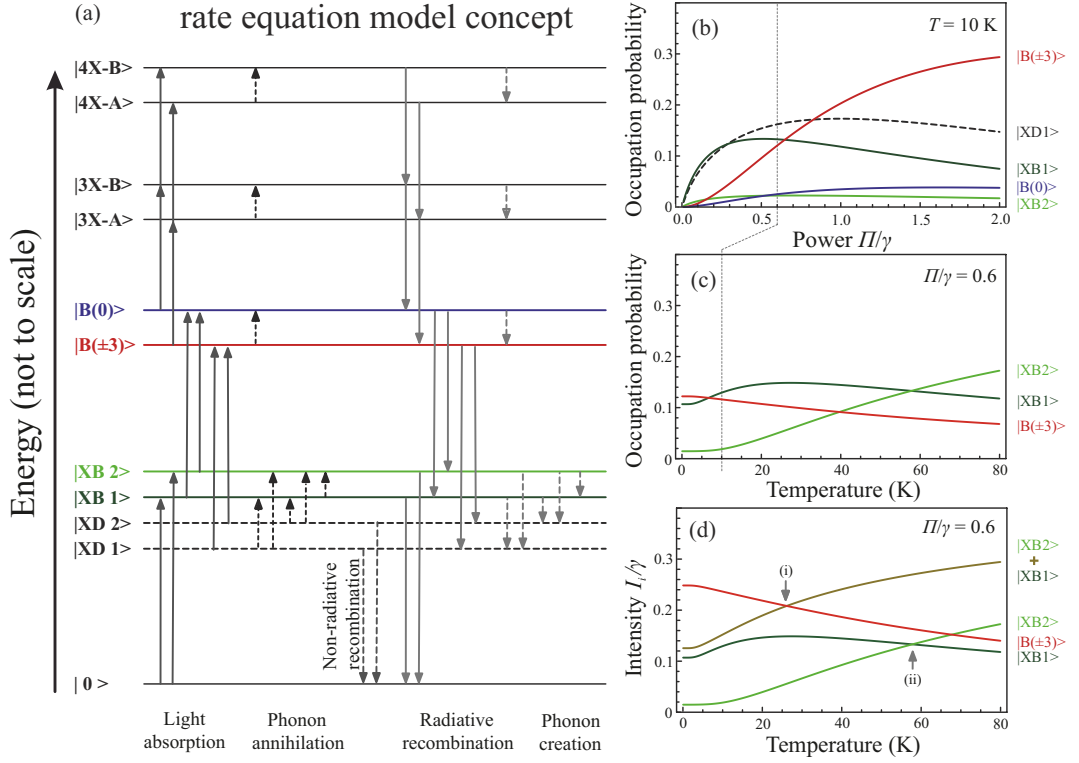 (a)
rate equation model concept
Energy (not to scale)
|4X-B>
|4X-A>
|3X-B>
|3X-A>
|B(0)>
|B(±3)>
|XB 2>
|XB 1>
|XD 2>
|XD 1>
| 0 >
Non-radiative
recombination
Light
absorption
Phonon
annihilation
Radiative
recombination
Phonon
creation
(b)
T = 10 K
Occupation probability
0.3
0.2
0.1
0
0.0
0.5
1.0
1.5
2.0
Power Π/γ
|B(±3)>
|XD1>
|XB1>
|B(0)>
|XB2>
(c)
Π/γ = 0.6
Occupation probability
0.4
0.3
0.2
0.1
0
0
20
40
60
80
Temperature (K)
|XB2>
|XB1>
|B(±3)>
(d)
Π/γ = 0.6
Intensity Iᵢ/γ
0.4
0.3
0.2
0.1
0
0
20
40
60
80
Temperature (K)
(i)
(ii)
|XB2>
+
|XB1>
|XB2>
|B(±3)>
|XB1>